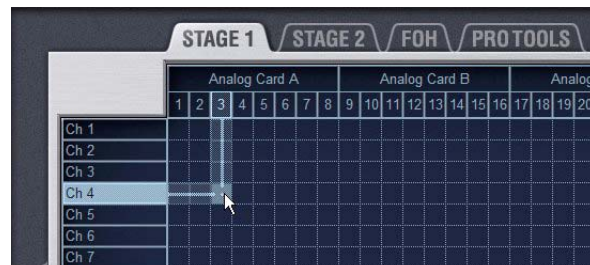 STAGE 1 STAGE 2 FOH PRO TOOLS
Analog Card A Analog Card B Analog
1 2 3 4 5 6 7 8 9 10 11 12 13 14 15 16 17 18 19 20
Ch 1
Ch 2
Ch 3
Ch 4
Ch 5
Ch 6
Ch 7